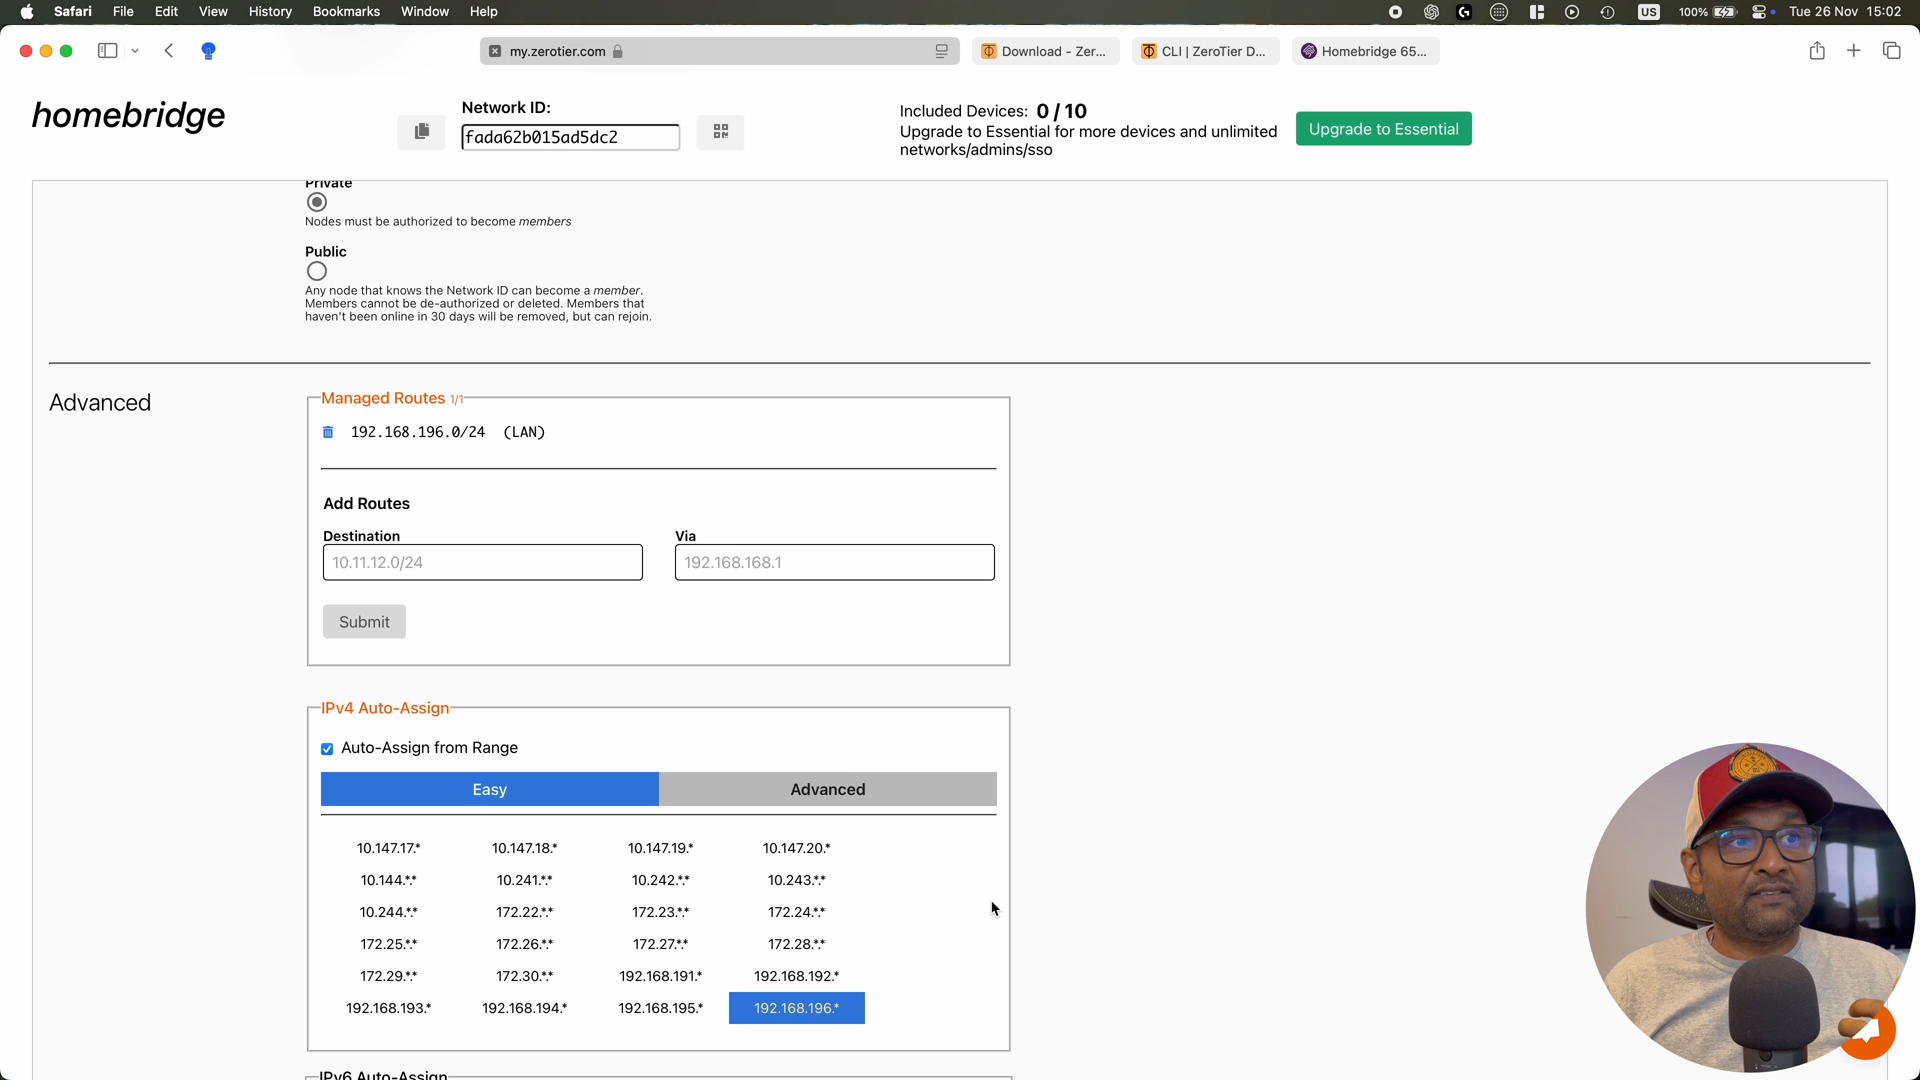 Safari File Edit View History Bookmarks Window Help US 100% Tue 26 Nov 15:02
my.zerotier.com Download - Zer... CLI | ZeroTier D... Homebridge 65...
homebridge
Network ID:
fada62b015ad5dc2
Included Devices: 0 / 10
Upgrade to Essential for more devices and unlimited
networks/admins/sso
Upgrade to Essential
Private
Nodes must be authorized to become members
Public
Any node that knows the Network ID can become a member.
Members cannot be de-authorized or deleted. Members that
haven't been online in 30 days will be removed, but can rejoin.
Advanced
Managed Routes 1/1
192.168.196.0/24 (LAN)
Add Routes
Destination Via
10.11.12.0/24 192.168.168.1
Submit
IPv4 Auto-Assign
Auto-Assign from Range
Easy Advanced
10.147.17.* 10.147.18.* 10.147.19.* 10.147.20.*
10.144.*.* 10.241.*.* 10.242.*.* 10.243.*.*
10.244.*.* 172.22.*.* 172.23.*.* 172.24.*.*
172.25.*.* 172.26.*.* 172.27.*.* 172.28.*.*
172.29.*.* 172.30.*.* 192.168.191.* 192.168.192.*
192.168.193.* 192.168.194.* 192.168.195.* 192.168.196.*
IPv6 Auto-Assign